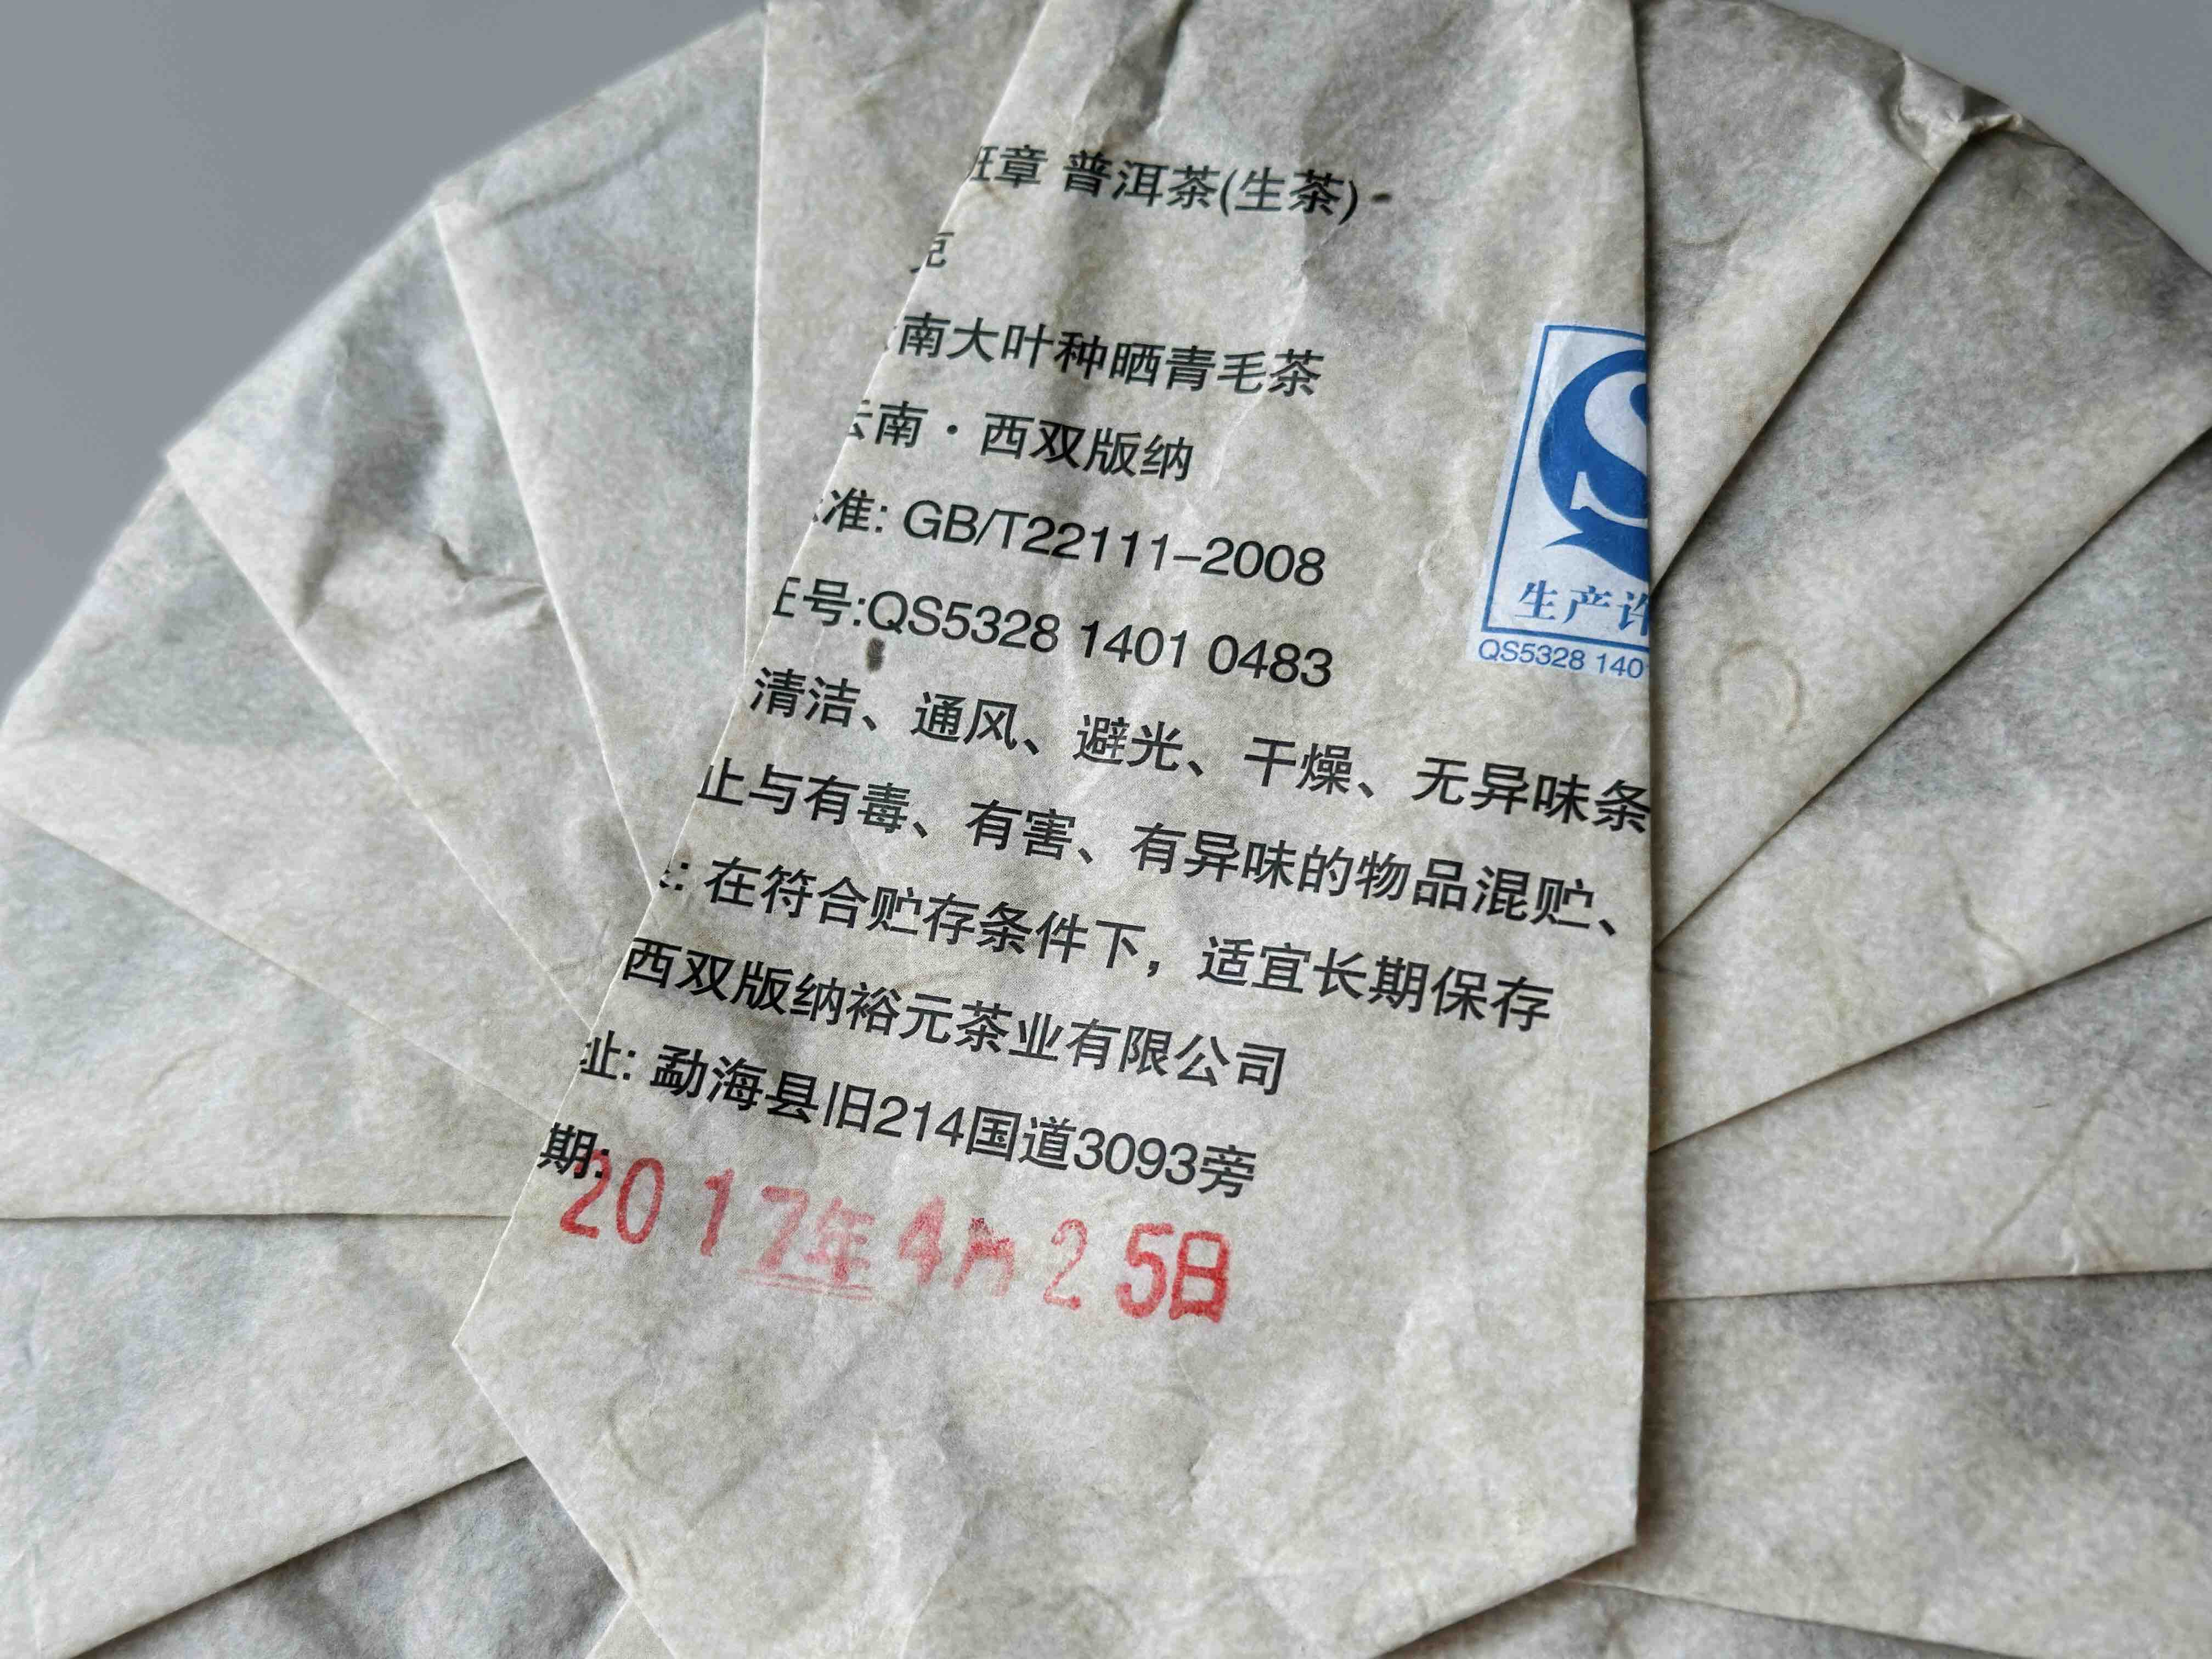 章 普洱茶(生茶)
南大叶种晒青毛茶
云南·西双版纳
准: GB/T22111-2008
证号:QS5328 1401 0483
清洁、通风、避光、干燥、无异味条
止与有毒、有害、有异味的物品混贮、
: 在符合贮存条件下，适宜长期保存
西双版纳裕元茶业有限公司
址: 勐海县旧214国道3093旁
期:
2017年4月25日
生产许
QS5328 140